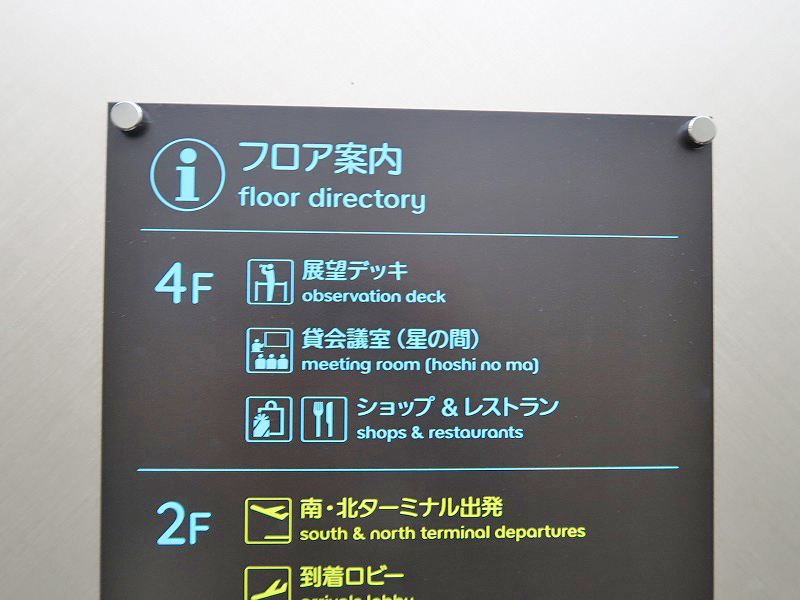 フロア案内
floor directory
4F
展望デッキ
observation deck
貸会議室（星の間）
meeting room (hoshi no ma)
ショップ & レストラン
shops & restaurants
2F
南・北ターミナル出発
south & north terminal departures
到着ロビー
arrivals lobby